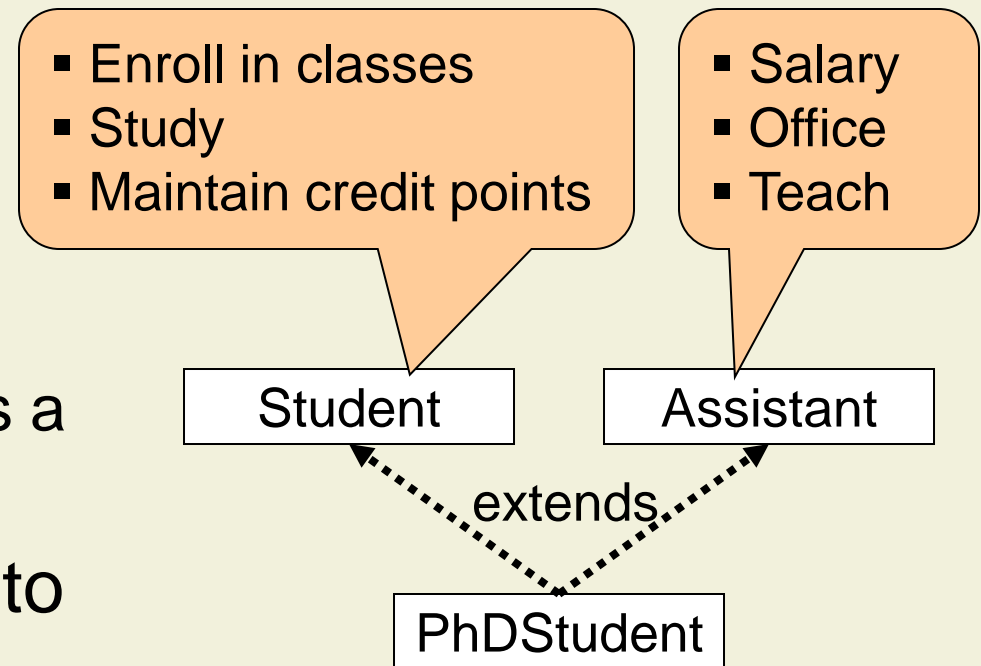 ▪ Enroll in classes
▪ Study
▪ Maintain credit points
▪ Salary
▪ Office
▪ Teach
s a
Student
Assistant
extends
to
PhDStudent